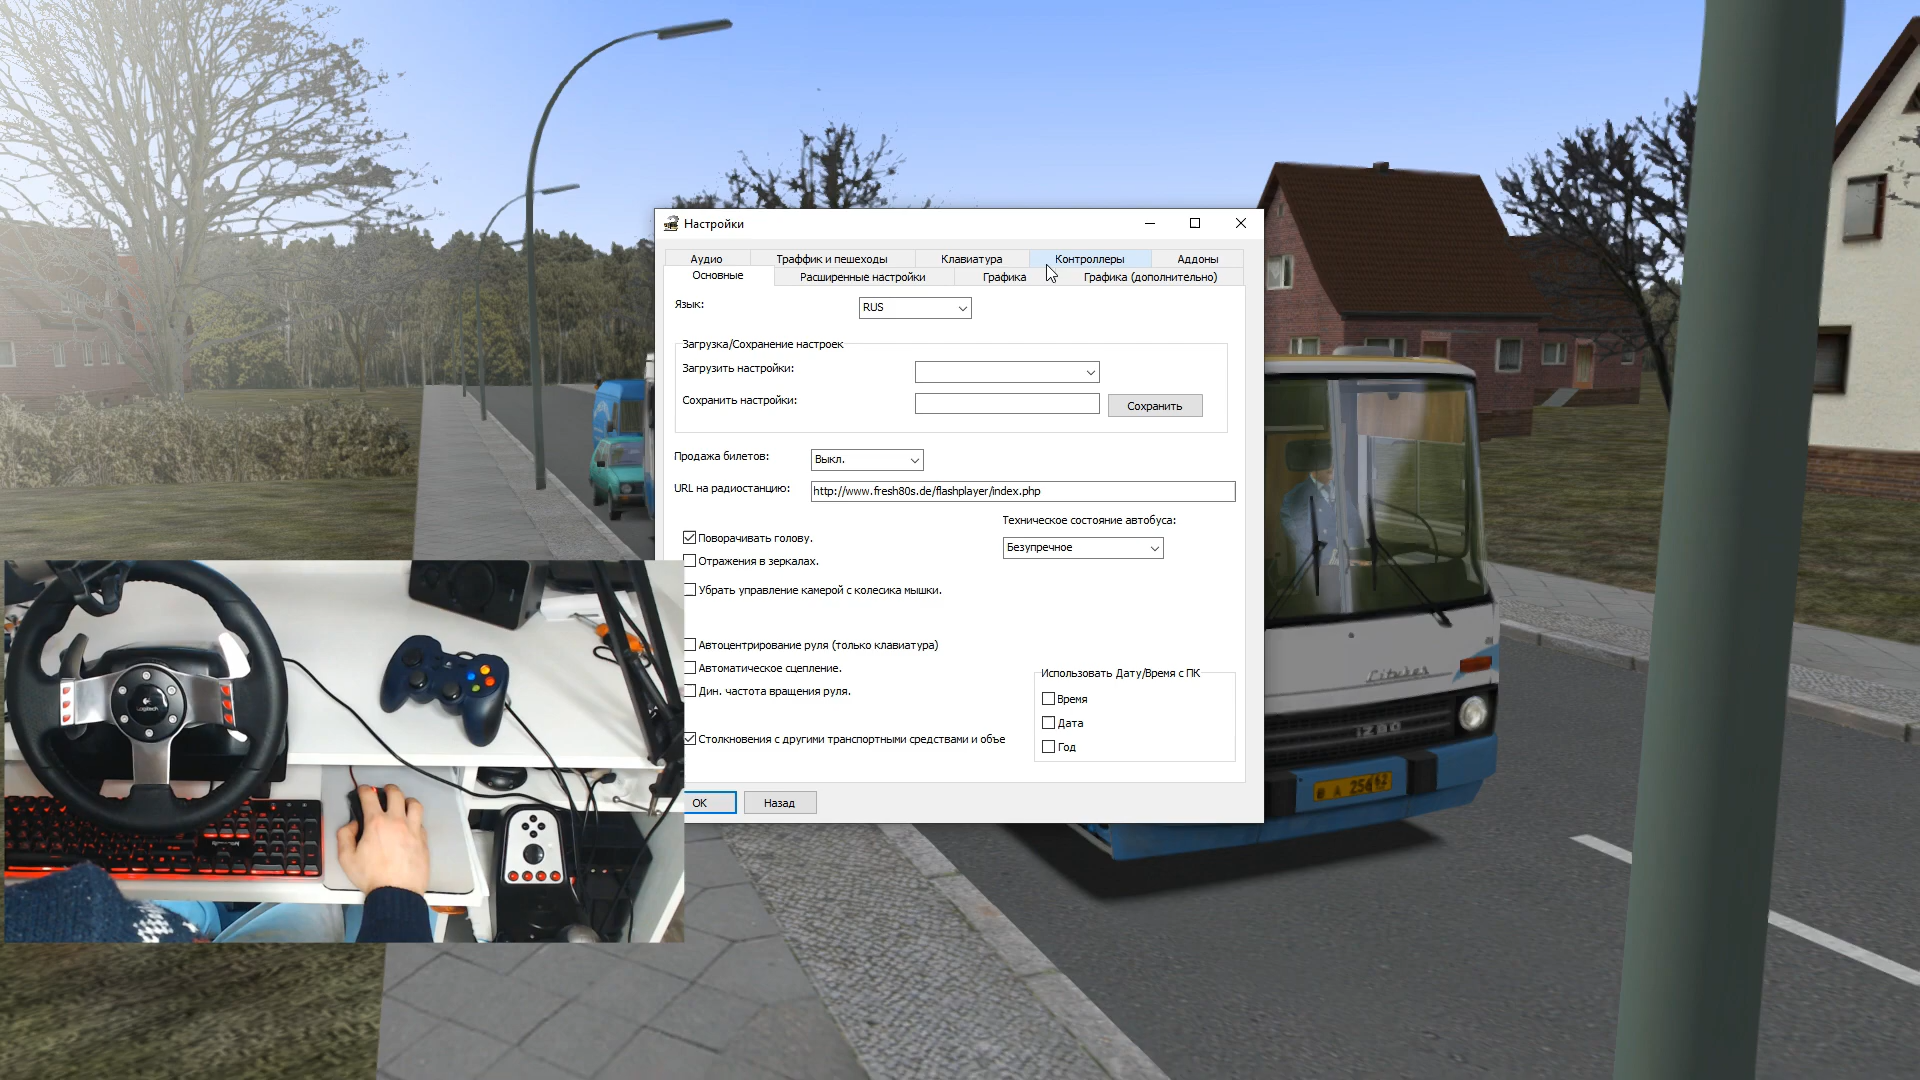 Настройки
Аудио
Траффик и пешеходы
Клавиатура
Контроллеры
Аддоны
Основные
Расширенные настройки
Графика
Графика (дополнительно)
Язык:
RUS
Загрузка/Сохранение настроек
Загрузить настройки:
Сохранить настройки:
Сохранить
Продажа билетов:
Выкл.
URL на радиостанцию:
http://www.fresh80s.de/flashplayer/index.php
Техническое состояние автобуса:
Безупречное
Поворачивать голову.
Отражения в зеркалах.
Убрать управление камерой с колесика мышки.
Автоцентрирование руля (только клавиатура)
Автоматическое сцепление.
Дин. частота вращения руля.
Использовать Дату/Время с ПК
Время
Дата
Год
Столкновения с другими транспортными средствами и объе
OK
Назад
Citybus
IZBO
Logitech